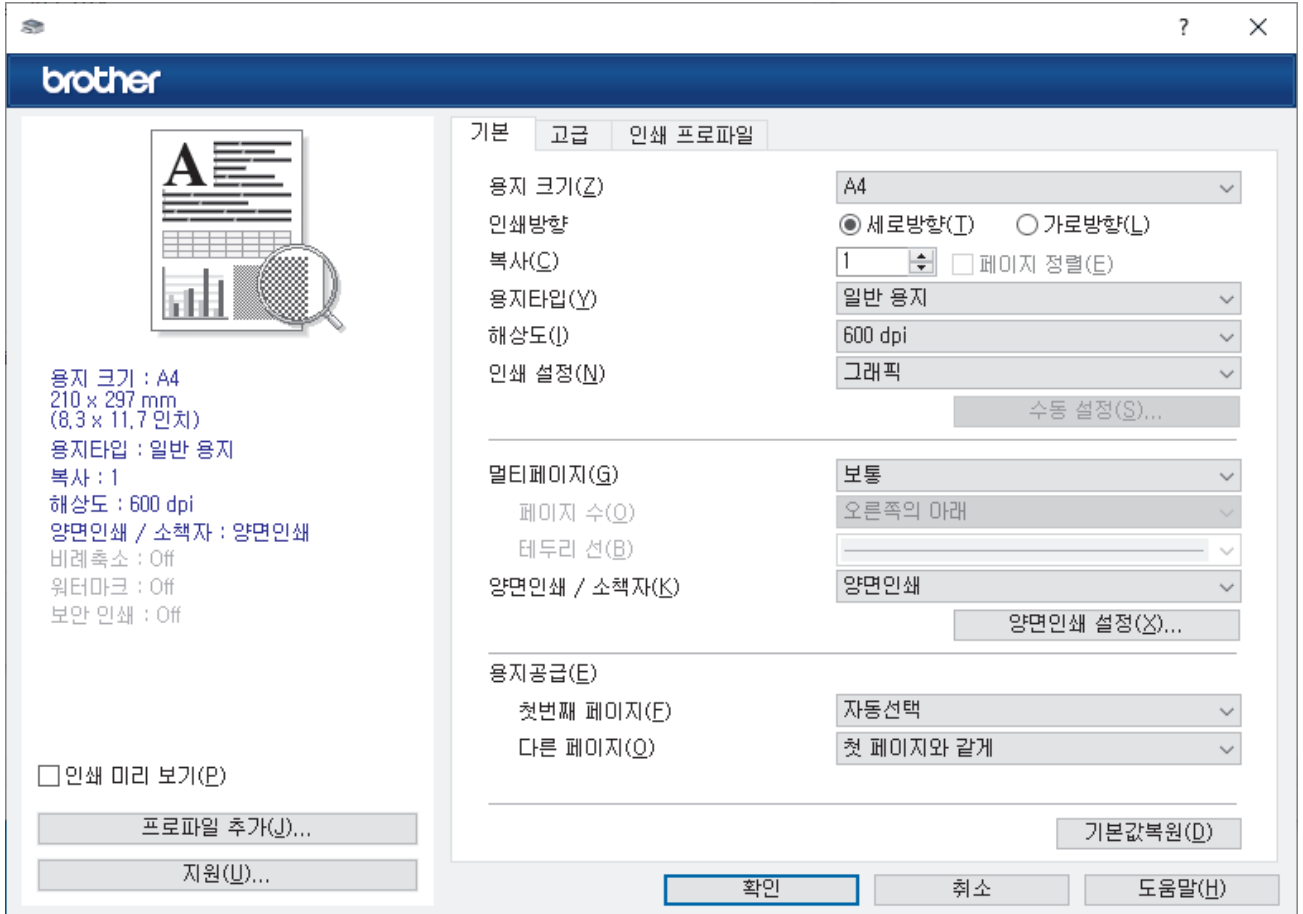 ?
brother
A
용지 크기 : A4
210 x 297 mm
(8.3 x 11.7 인치)
용지타입 : 일반 용지
복사 : 1
해상도 : 600 dpi
양면인쇄 / 소책자 : 양면인쇄
비례축소 : Off
워터마크 : Off
보안 인쇄 : Off
인쇄 미리 보기(P)
프로파일 추가(J)...
지원(U)...
기본 고급 인쇄 프로파일
용지 크기(Z) A4
인쇄방향 세로방향(T) 가로방향(L)
복사(C) 1 페이지 정렬(E)
용지타입(Y) 일반 용지
해상도(I) 600 dpi
인쇄 설정(N) 그래픽
수동 설정(S)...
멀티페이지(G) 보통
페이지 수(O) 오른쪽의 아래
테두리 선(B)
양면인쇄 / 소책자(K) 양면인쇄
양면인쇄 설정(X)...
용지공급(E)
첫번째 페이지(F) 자동선택
다른 페이지(O) 첫 페이지와 같게
기본값복원(D)
확인 취소 도움말(H)